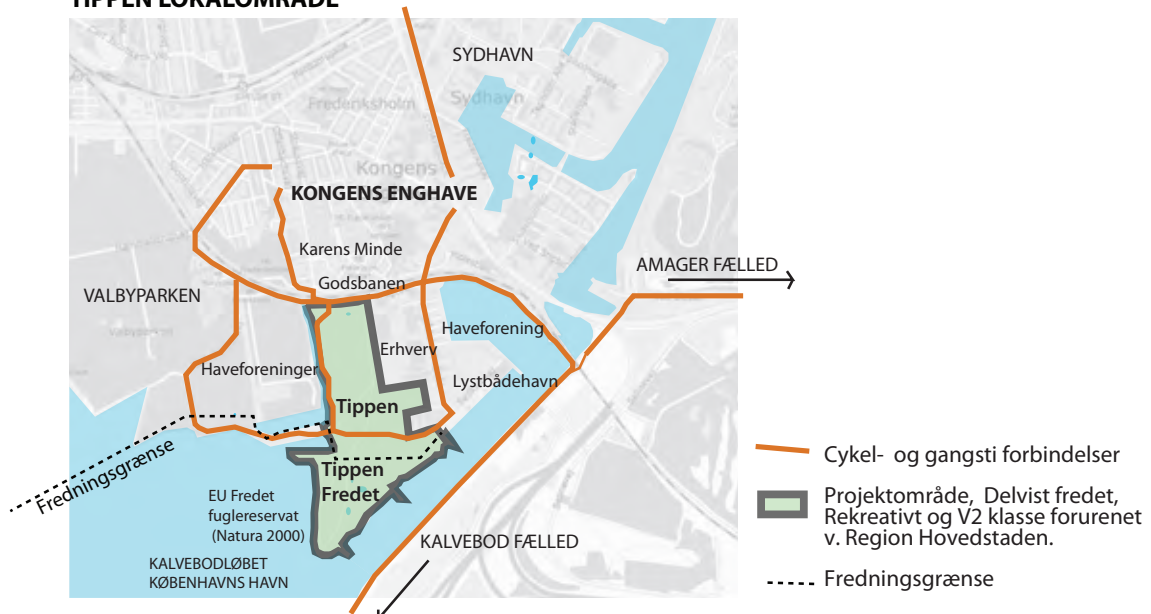 TIPPEN LOKALOMRÅDE
SYDHAVN
Frederiksholm
Sydhavn
Kongens
KONGENS ENGHAVE
Karens Minde
AMAGER FÆLLED
Godsbanen
VALBYPARKEN
Haveforening
Valbyparken
Erhverv
Haveforeninger
Lystbådehavn
Tippen
Fredningsgrænse
Tippen
Fredet
EU Fredet
fuglereservat
(Natura 2000)
KALVEBOD FÆLLED
KALVEBODLØBET
KØBENHAVNS HAVN
Cykel- og gangsti forbindelser
Projektområde, Delvist fredet,
Rekreativt og V2 klasse forurenet
v. Region Hovedstaden.
Fredningsgrænse